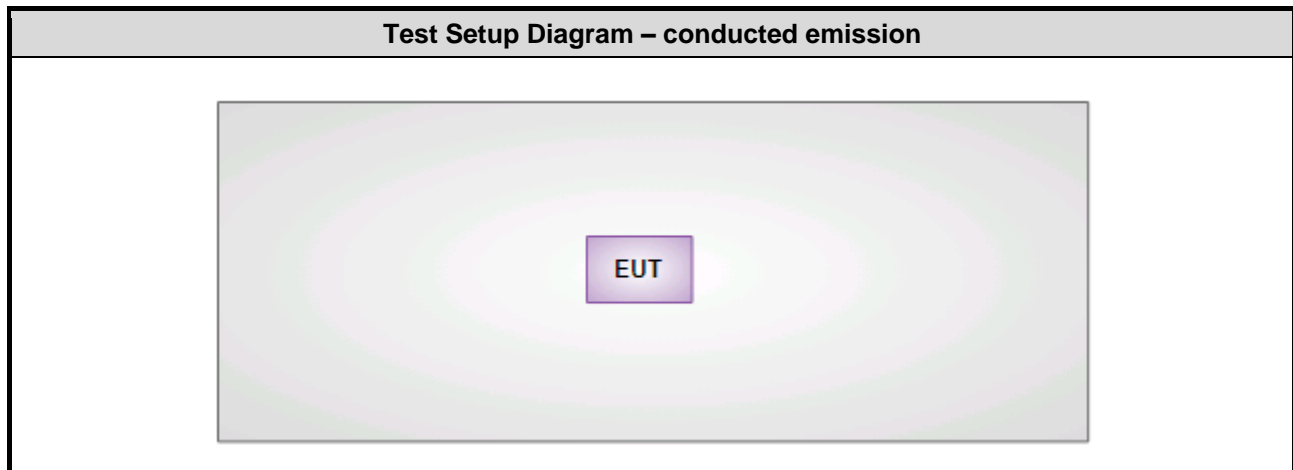 Test Setup Diagram – conducted emission
EUT